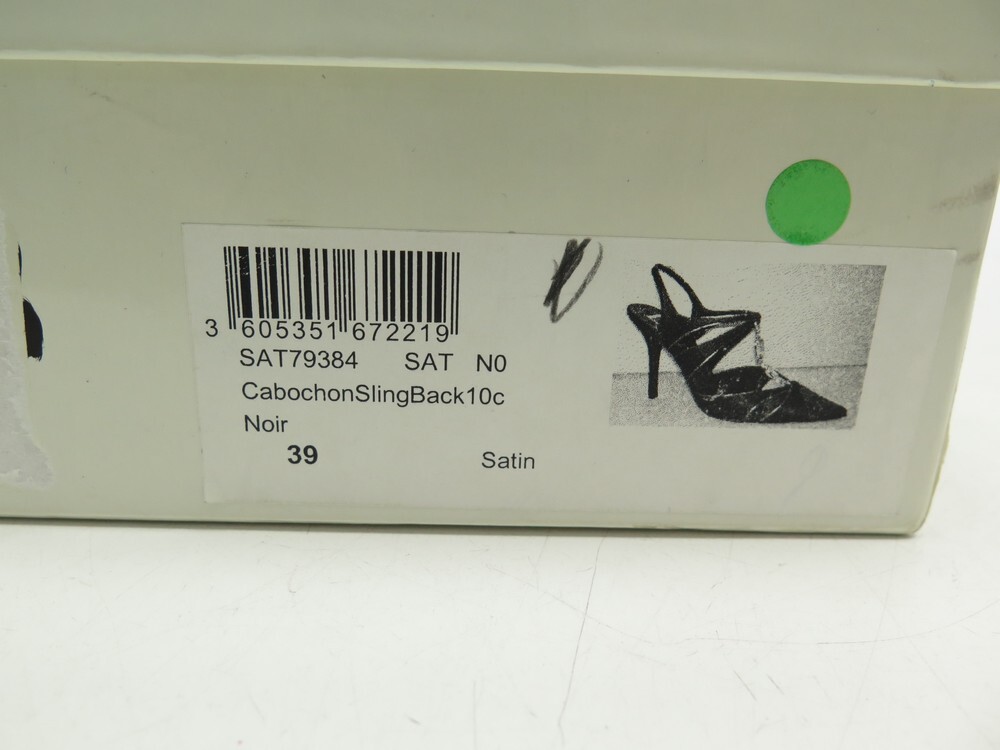 3 605351 672219
SAT79384 SAT N0
CabochonSlingBack10c
Noir
39 Satin